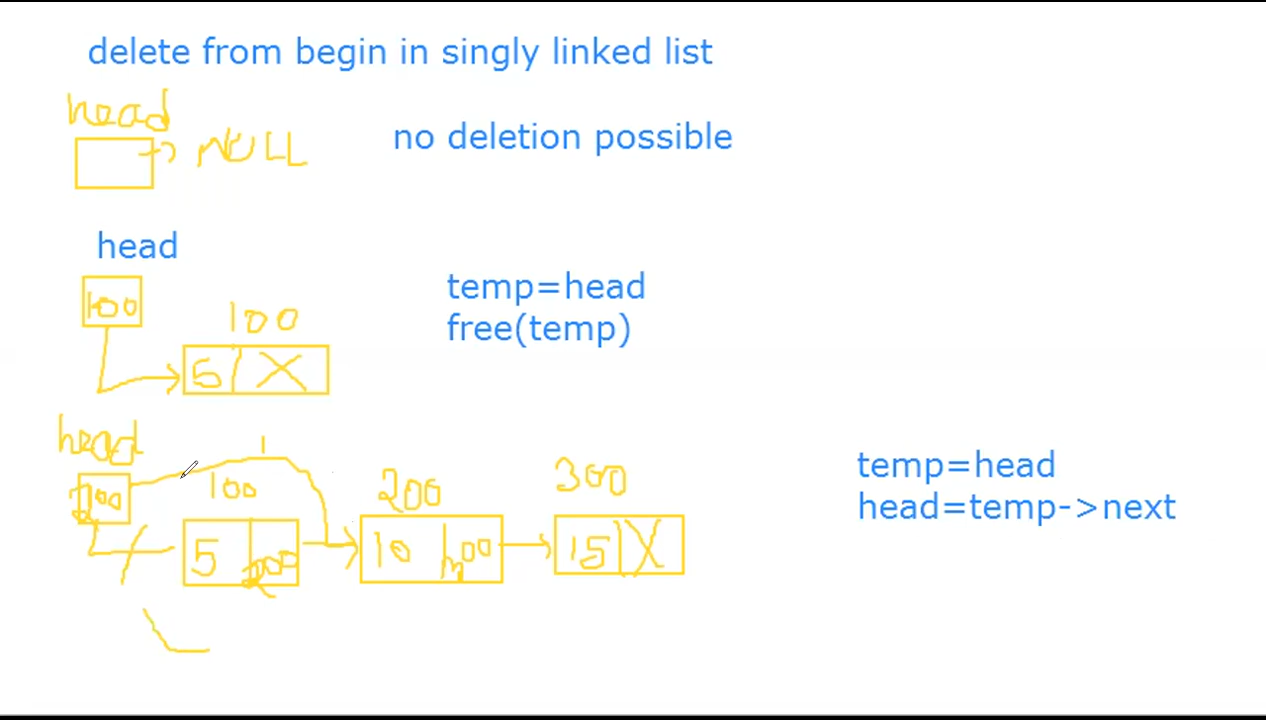 delete from begin in singly linked list
head
NULL
no deletion possible
head
100
100
5 X
temp=head
free(temp)
head
200
100
200
300
5 200
10 300
15 X
temp=head
head=temp->next